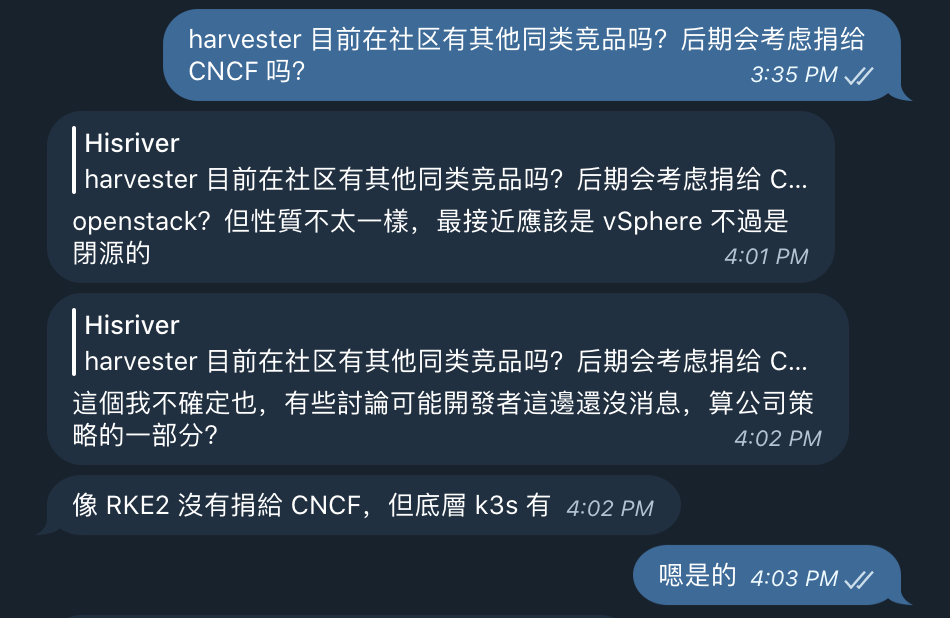 harvester 目前在社区有其他同类竞品吗？后期会考虑捐给
CNCF 吗？
3:35 PM
Hisriver
harvester 目前在社区有其他同类竞品吗？后期会考虑捐给 C...
openstack？但性質不太一樣，最接近應該是 vSphere 不過是
閉源的
4:01 PM
Hisriver
harvester 目前在社区有其他同类竞品吗？后期会考虑捐给 C...
這個我不確定也，有些討論可能開發者這邊還沒消息，算公司策
略的一部分？
4:02 PM
像 RKE2 沒有捐給 CNCF，但底層 k3s 有 4:02 PM
嗯是的 4:03 PM